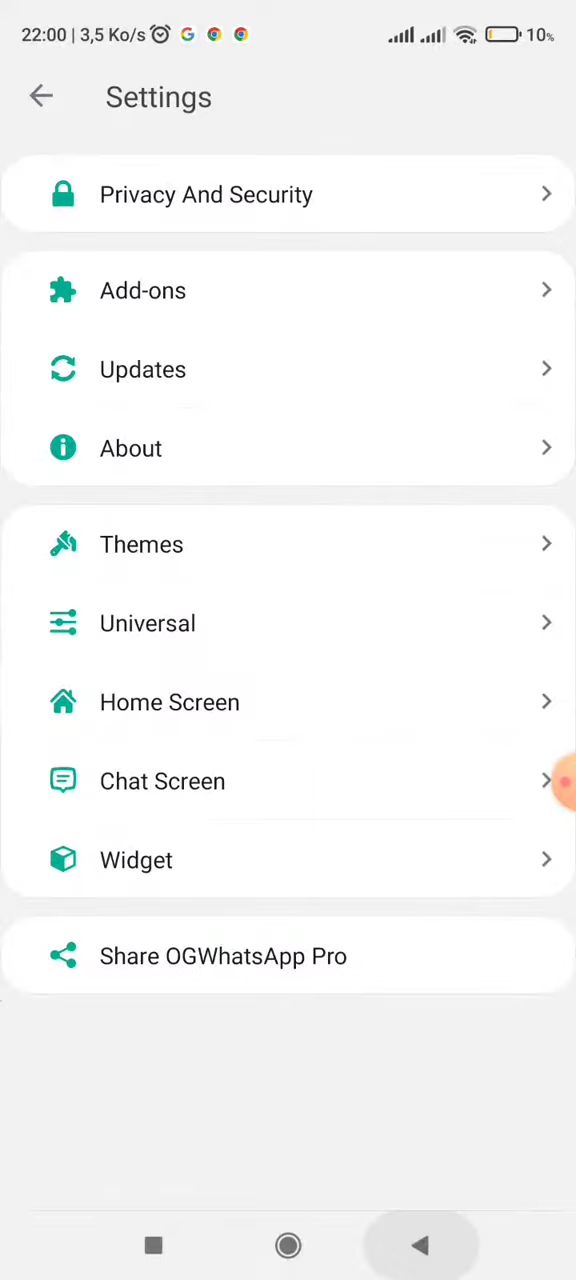 22:00 | 3,5 Ko/s 10%
Settings
Privacy And Security
Add-ons
Updates
About
Themes
Universal
Home Screen
Chat Screen
Widget
Share OGWhatsApp Pro